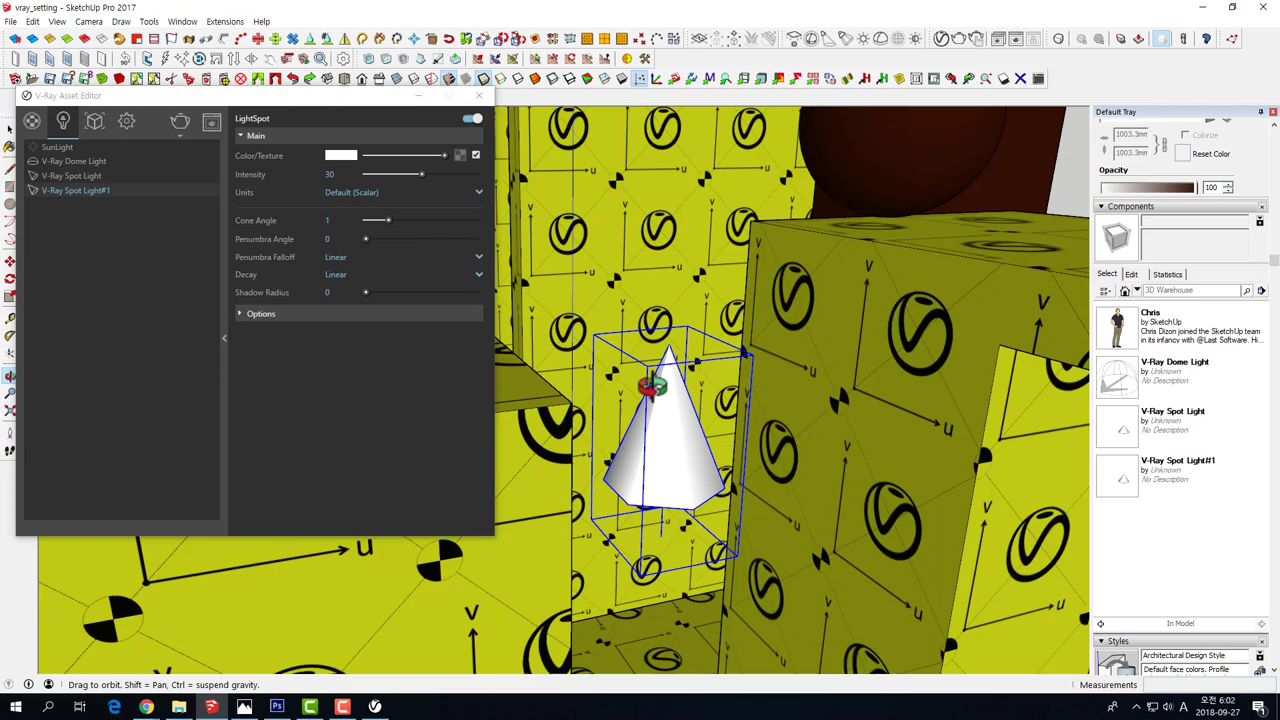 vray_setting - SketchUp Pro 2017
File Edit View Camera Draw Tools Window Extensions Help
V-Ray Asset Editor
SunLight
V-Ray Dome Light
V-Ray Spot Light
V-Ray Spot Light#1
LightSpot
Main
Color/Texture
Intensity 30
Units Default (Scalar)
Cone Angle 1
Penumbra Angle 0
Penumbra Falloff Linear
Decay Linear
Shadow Radius 0
Options
Default Tray
1003.3mm
Colorize
1003.3mm
Reset Color
Opacity
100
Components
Select Edit Statistics
3D Warehouse
Chris
by SketchUp
Chris Dizon joined the SketchUp team
in its infancy with @Last Software. Hi...
V-Ray Dome Light
by Unknown
No Description
V-Ray Spot Light
by Unknown
No Description
V-Ray Spot Light#1
by Unknown
No Description
In Model
Styles
Architectural Design Style
Default face colors. Profile
Drag to orbit. Shift = Pan, Ctrl = suspend gravity.
Measurements
A 오전 6:02
2018-09-27